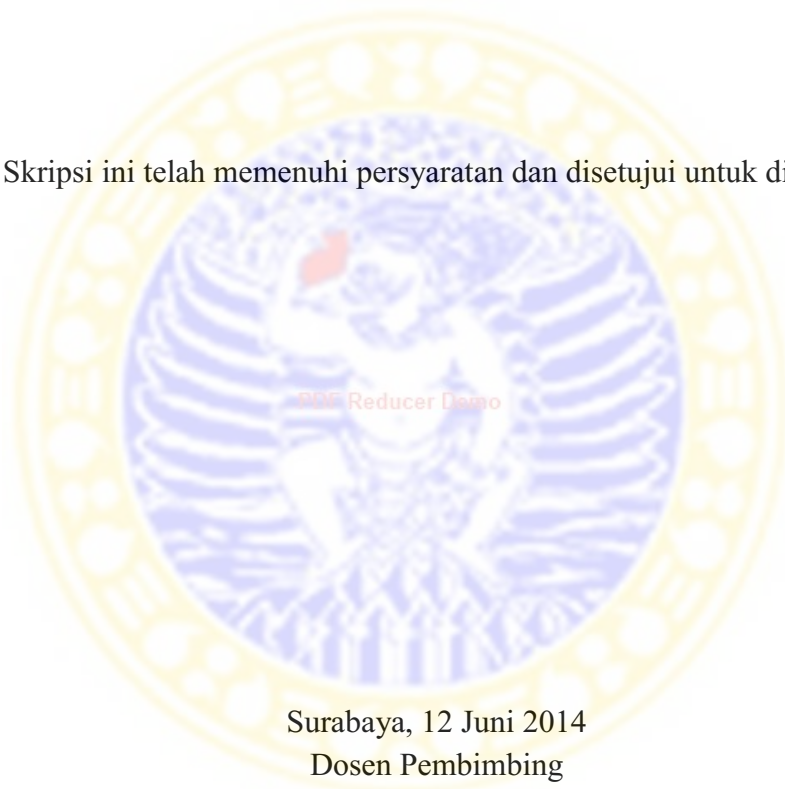 Skripsi ini telah memenuhi persyaratan dan disetujui untuk di
PDF Reducer Demo
Surabaya, 12 Juni 2014
Dosen Pembimbing